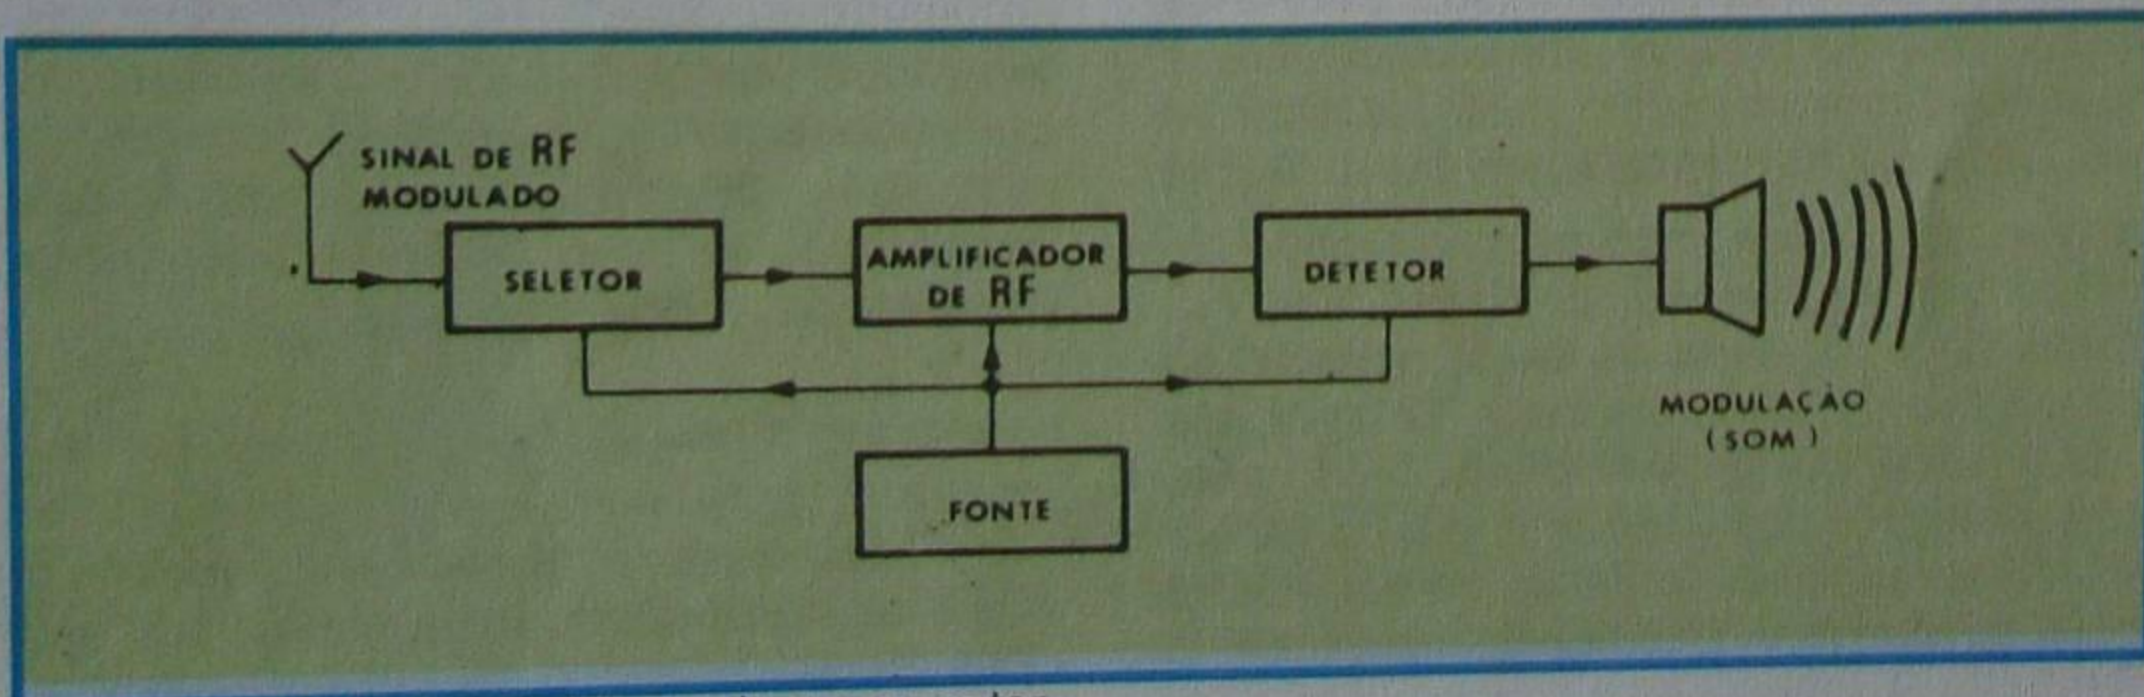 SINAL DE RF
MODULADO
SELETOR
AMPLIFICADOR
DE RF
DETETOR
MODULAÇÃO
(SOM)
FONTE